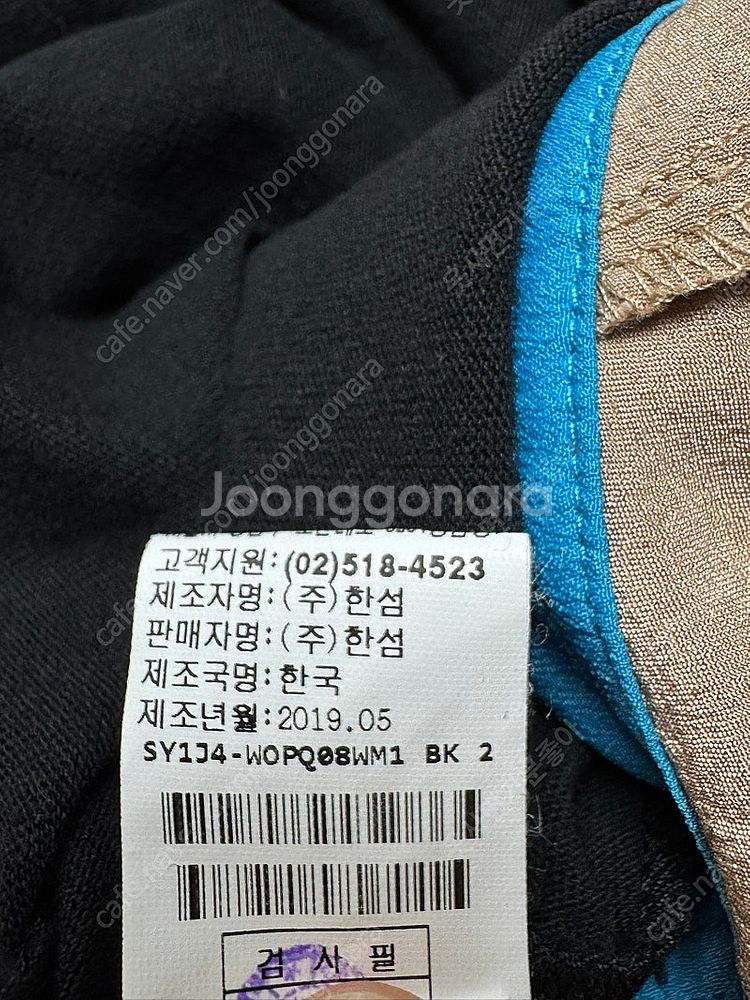 cafe.naver.com/joonggonara
cafe.naver.com/joonggonara
Joonggonara
고객지원:(02)518-4523
제조자명:(주)한섬
판매자명:(주)한섬
제조국명:한국
제조년월:2019.05
SY1J4-WOPQ08WM1 BK 2
검 사 필
cafe.naver